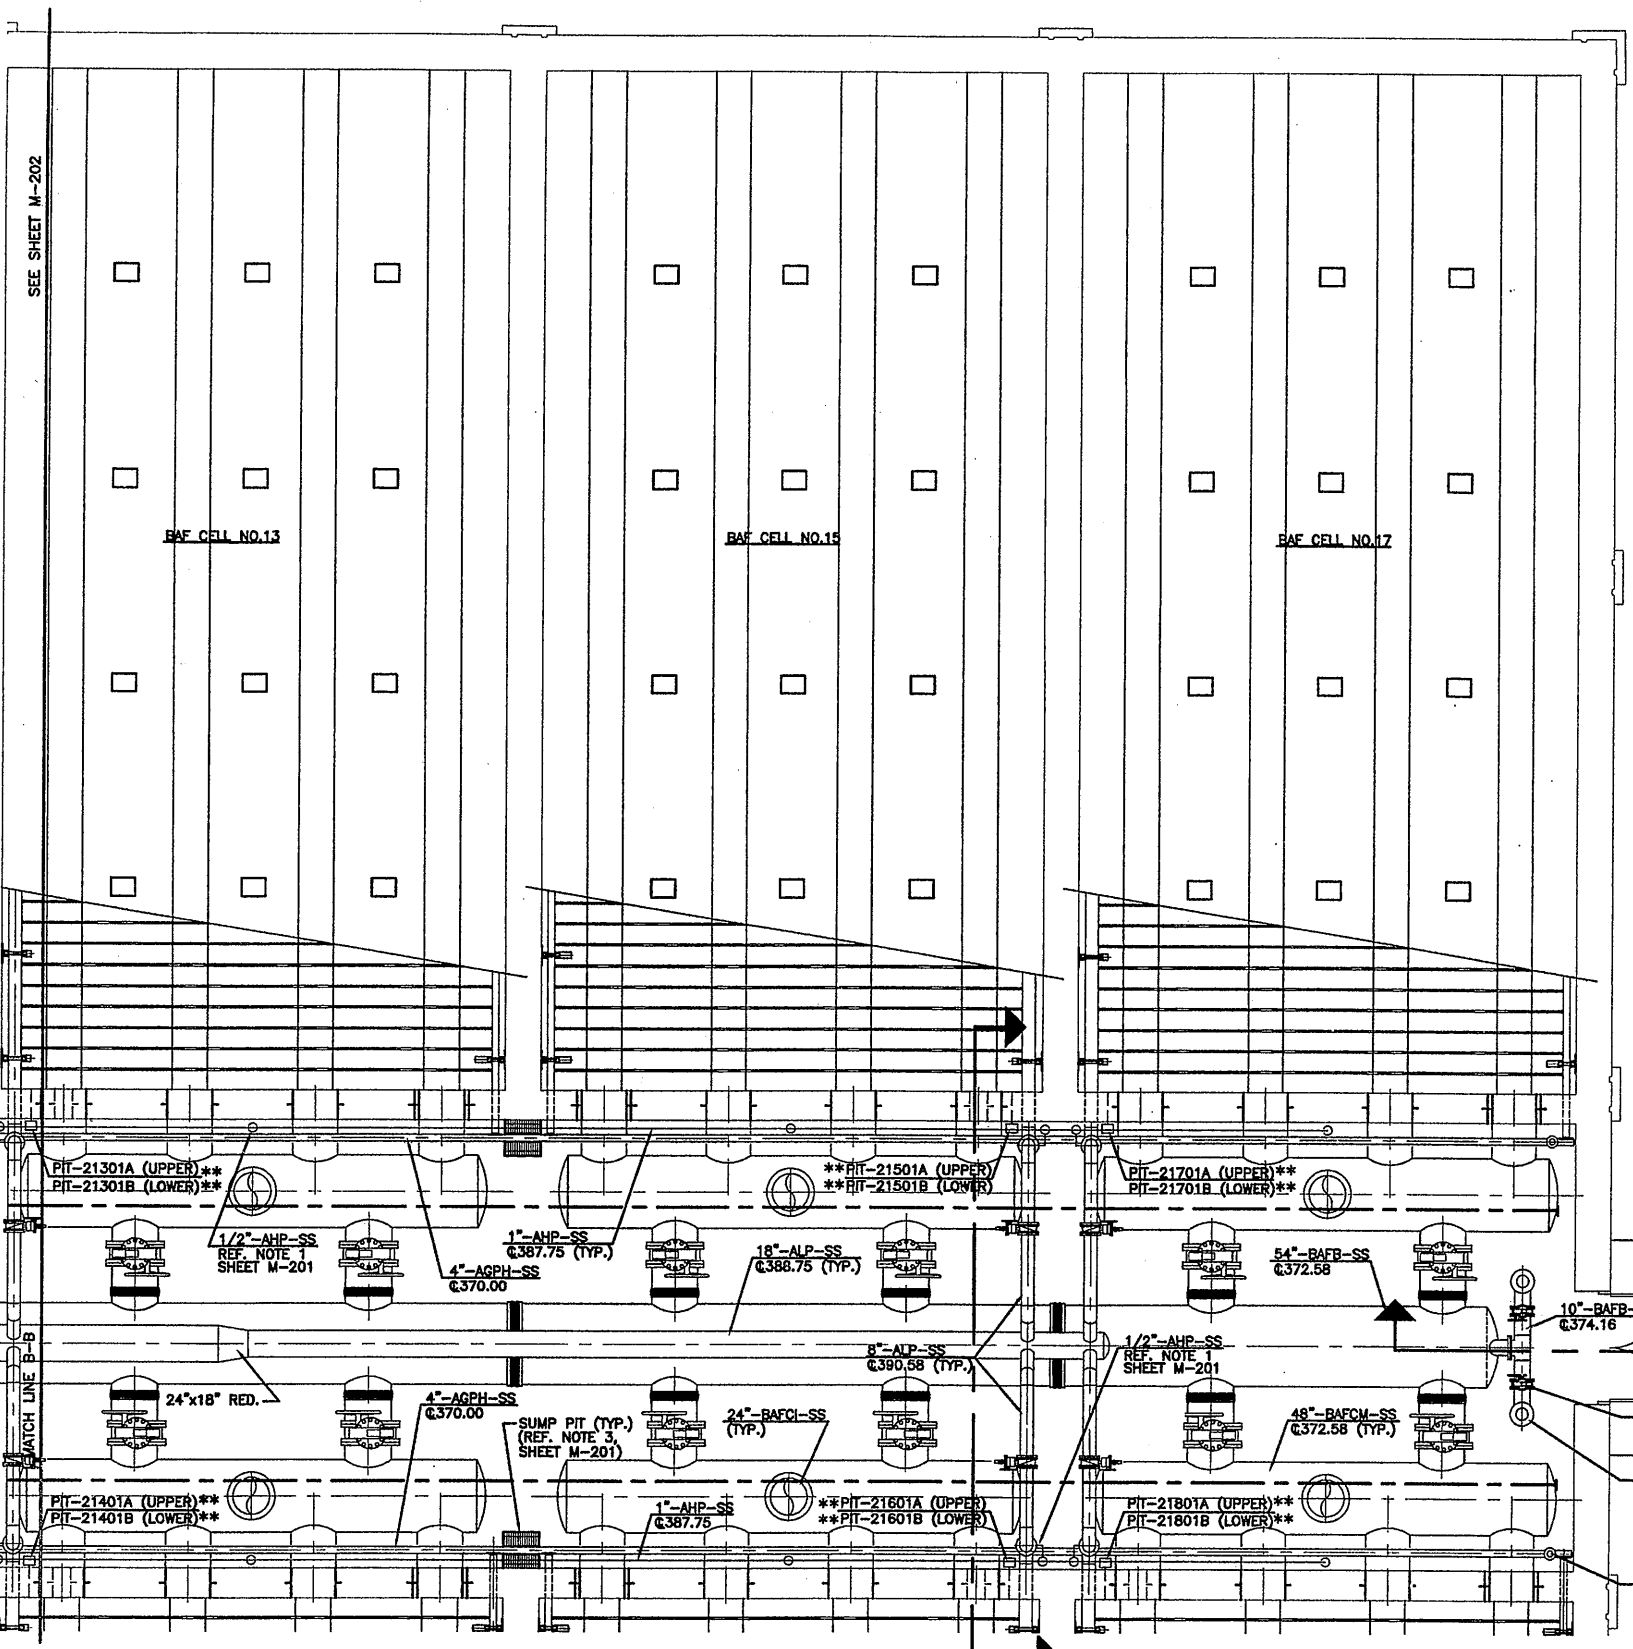 SEE SHEET M-202
BAF CELL NO.13
BAF CELL NO.15
BAF CELL NO.17
PIT-21301A (UPPER)**
PIT-21301B (LOWER)**
**PIT-21501A (UPPER)
**PIT-21501B (LOWER)
PIT-21701A (UPPER)**
PIT-21701B (LOWER)**
1/2"-AHP-SS
REF. NOTE 1
SHEET M-201
4"-AGPH-SS
℄370.00
1"-AHP-SS
℄387.75 (TYP.)
18"-ALP-SS
℄388.75 (TYP.)
54"-BAFB-SS
℄372.58
10"-BAFB-
℄374.16
8"-ALP-SS
℄390.58 (TYP.)
1/2"-AHP-SS
REF. NOTE 1
SHEET M-201
MATCH LINE B-B
24"x18" RED.
4"-AGPH-SS
℄370.00
SUMP PIT (TYP.)
(REF. NOTE 3,
SHEET M-201)
24"-BAFCI-SS
(TYP.)
48"-BAFCM-SS
℄372.58 (TYP.)
PIT-21401A (UPPER)**
PIT-21401B (LOWER)**
1"-AHP-SS
℄387.75
**PIT-21601A (UPPER)
**PIT-21601B (LOWER)
PIT-21801A (UPPER)**
PIT-21801B (LOWER)**